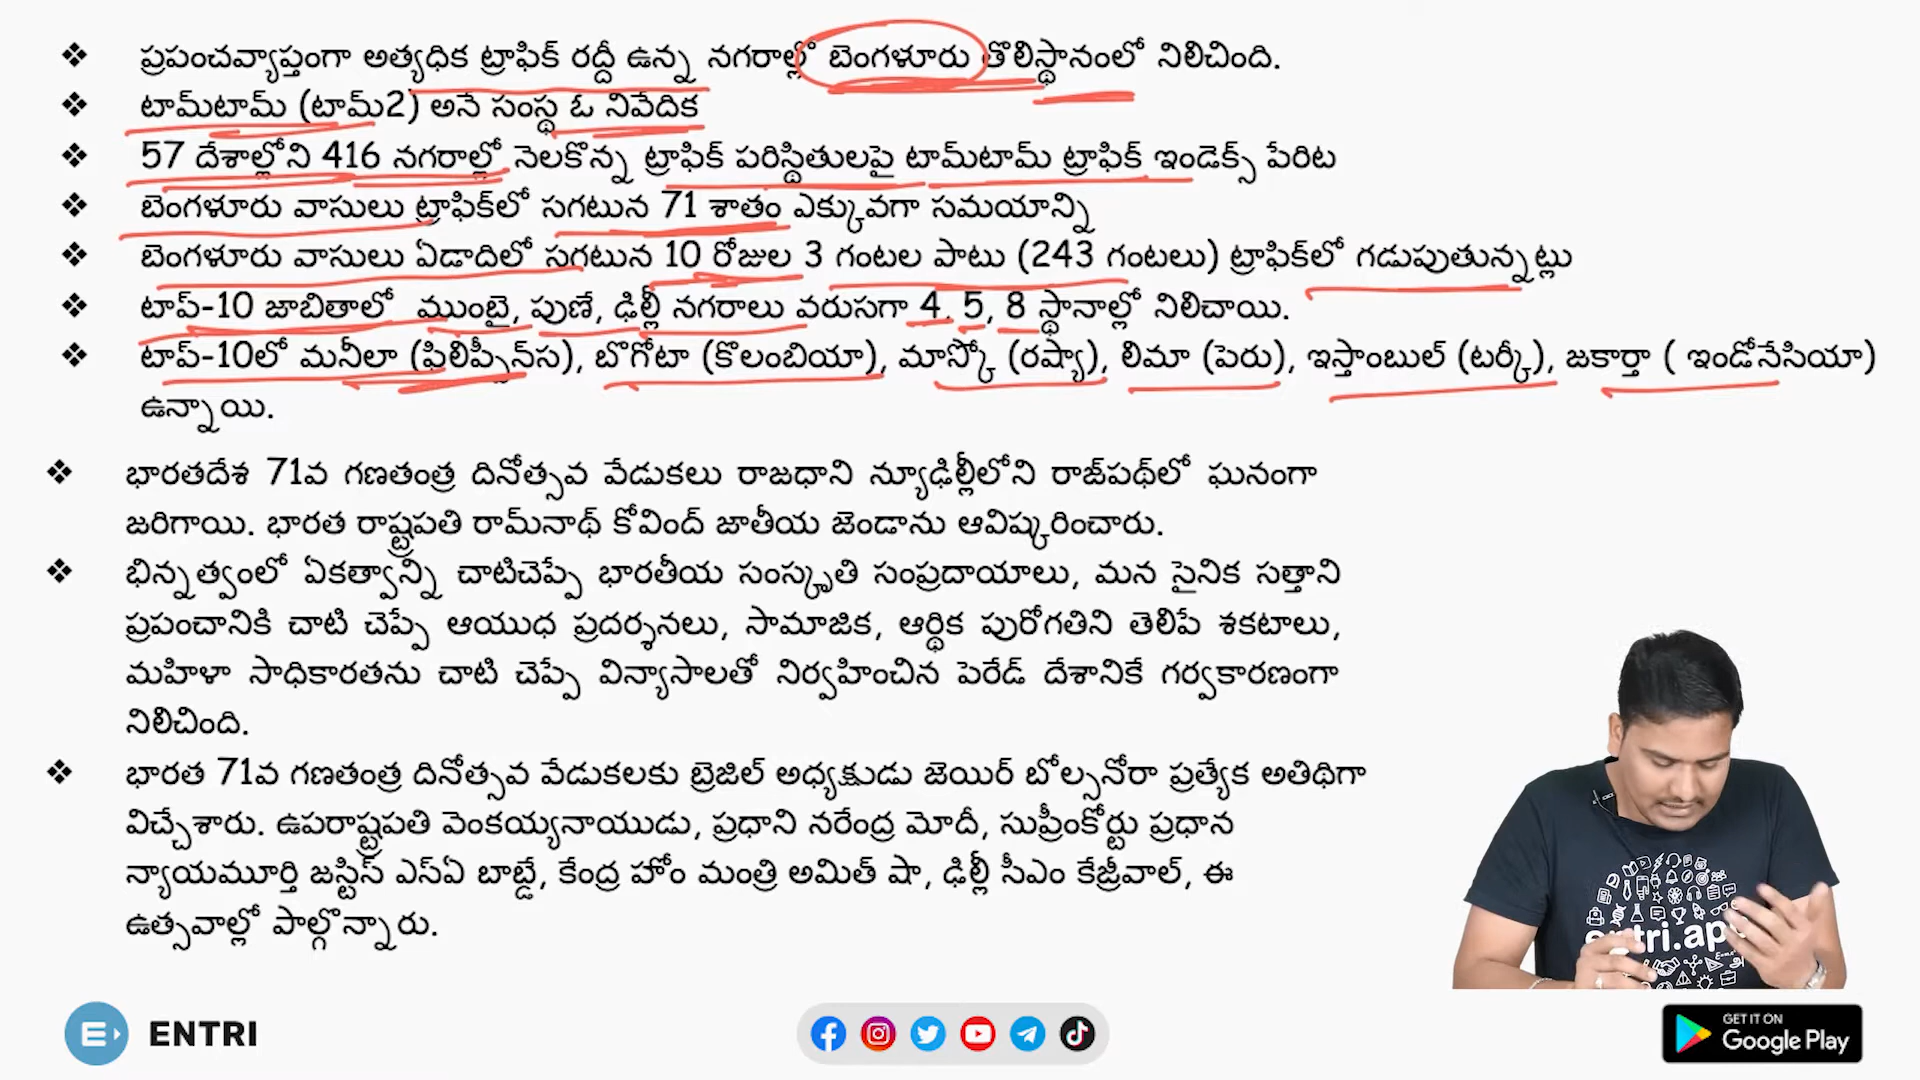 ❖ ప్రపంచవ్యాప్తంగా అత్యధిక ట్రాఫిక్ రద్దీ ఉన్న నగరాల్లో బెంగళూరు తొలిస్థానంలో నిలిచింది.
❖ టామ్‌టామ్ (టామ్2) అనే సంస్థ ఓ నివేదిక
❖ 57 దేశాల్లోని 416 నగరాల్లో నెలకొన్న ట్రాఫిక్ పరిస్థితులపై టామ్‌టామ్ ట్రాఫిక్ ఇండెక్స్ పేరిట
❖ బెంగళూరు వాసులు ట్రాఫిక్‌లో సగటున 71 శాతం ఎక్కువగా సమయాన్ని
❖ బెంగళూరు వాసులు ఏడాదిలో సగటున 10 రోజుల 3 గంటల పాటు (243 గంటలు) ట్రాఫిక్‌లో గడుపుతున్నట్లు
❖ టాప్-10 జాబితాలో ముంబై, పుణే, ఢిల్లీ నగరాలు వరుసగా 4, 5, 8 స్థానాల్లో నిలిచాయి.
❖ టాప్-10లో మనీలా (ఫిలిప్పీన్‌స), బొగోటా (కొలంబియా), మాస్కో (రష్యా), లిమా (పెరు), ఇస్తాంబుల్ (టర్కీ), జకార్తా ( ఇండోనేసియా)
ఉన్నాయి.
❖ భారతదేశ 71వ గణతంత్ర దినోత్సవ వేడుకలు రాజధాని న్యూఢిల్లీలోని రాజ్‌పథ్‌లో ఘనంగా
జరిగాయి. భారత రాష్ట్రపతి రామ్‌నాథ్ కోవింద్ జాతీయ జెండాను ఆవిష్కరించారు.
❖ భిన్నత్వంలో ఏకత్వాన్ని చాటిచెప్పే భారతీయ సంస్కృతి సంప్రదాయాలు, మన సైనిక సత్తాని
ప్రపంచానికి చాటి చెప్పే ఆయుధ ప్రదర్శనలు, సామాజిక, ఆర్థిక పురోగతిని తెలిపే శకటాలు,
మహిళా సాధికారతను చాటి చెప్పే విన్యాసాలతో నిర్వహించిన పెరేడ్ దేశానికే గర్వకారణంగా
నిలిచింది.
❖ భారత 71వ గణతంత్ర దినోత్సవ వేడుకలకు బ్రెజిల్ అధ్యక్షుడు జెయిర్ బోల్సనోరా ప్రత్యేక అతిథిగా
విచ్చేశారు. ఉపరాష్ట్రపతి వెంకయ్యనాయుడు, ప్రధాని నరేంద్ర మోదీ, సుప్రీంకోర్టు ప్రధాన
న్యాయమూర్తి జస్టిస్ ఎస్ఏ బాబ్డే, కేంద్ర హోం మంత్రి అమిత్ షా, ఢిల్లీ సీఎం కేజ్రీవాల్, ఈ
ఉత్సవాల్లో పాల్గొన్నారు.
ENTRI
GET IT ON
Google Play